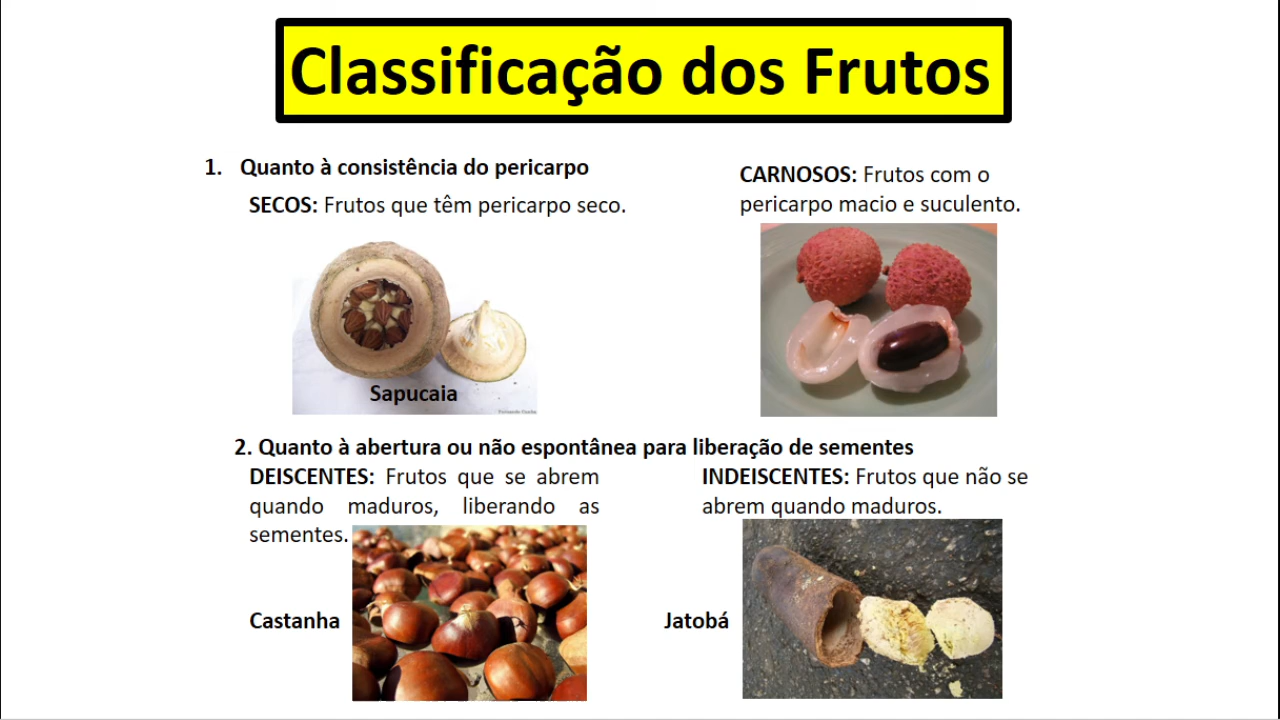 Classificação dos Frutos
1. Quanto à consistência do pericarpo
SECOS: Frutos que têm pericarpo seco.
CARNOSOS: Frutos com o
pericarpo macio e suculento.
Sapucaia
2. Quanto à abertura ou não espontânea para liberação de sementes
DEISCENTES: Frutos que se abrem
quando maduros, liberando as
sementes.
INDEISCENTES: Frutos que não se
abrem quando maduros.
Castanha
Jatobá